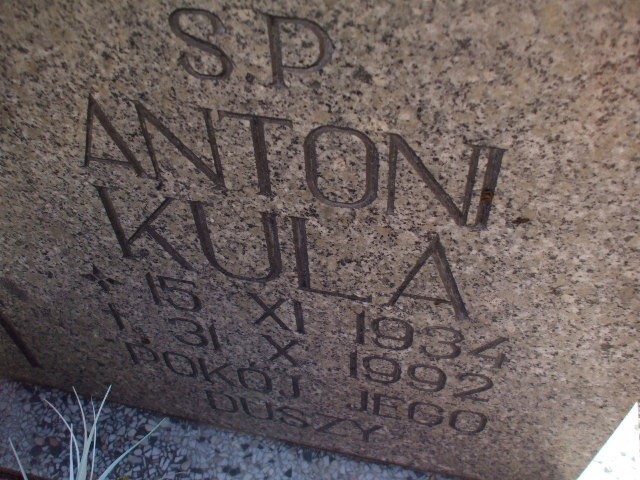 S.P.
ANTONI
KULA
* 15 XI 1934
†. 31 X 1992
POKÓJ JEGO
DUSZY